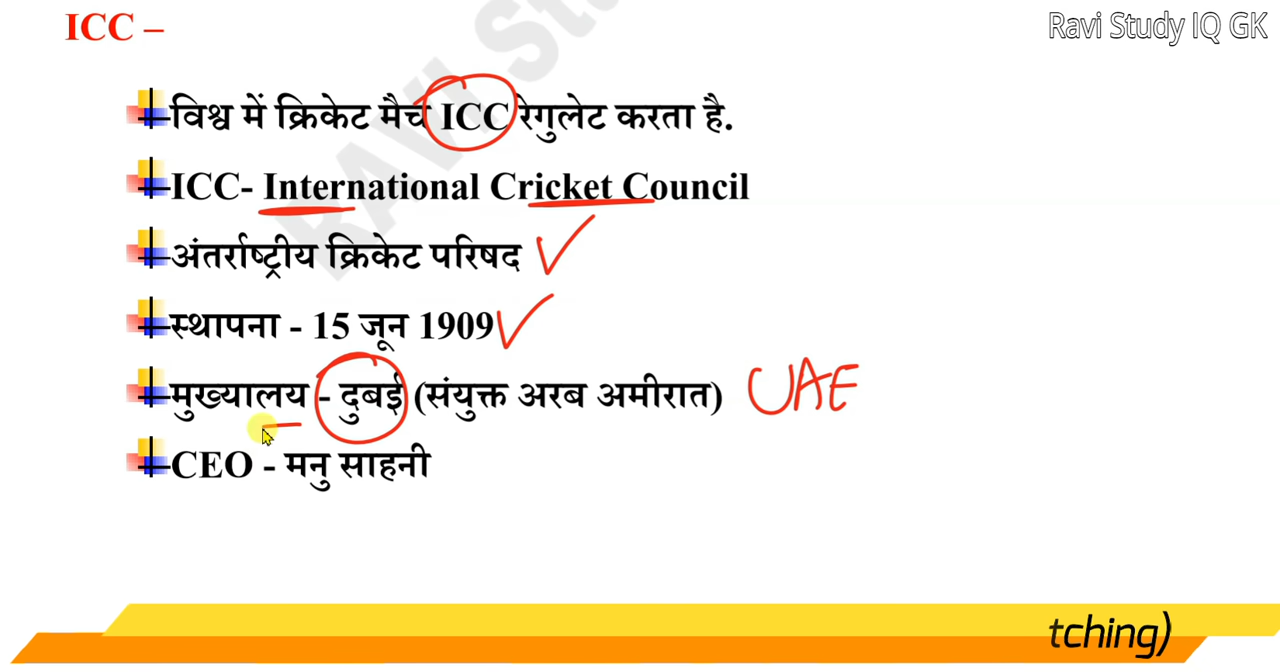 ICC –
Ravi Study IQ GK
विश्व में क्रिकेट मैच ICC रेगुलेट करता है.
ICC- International Cricket Council
अंतर्राष्ट्रीय क्रिकेट परिषद
स्थापना - 15 जून 1909
मुख्यालय - दुबई (संयुक्त अरब अमीरात) UAE
CEO - मनु साहनी
tching)